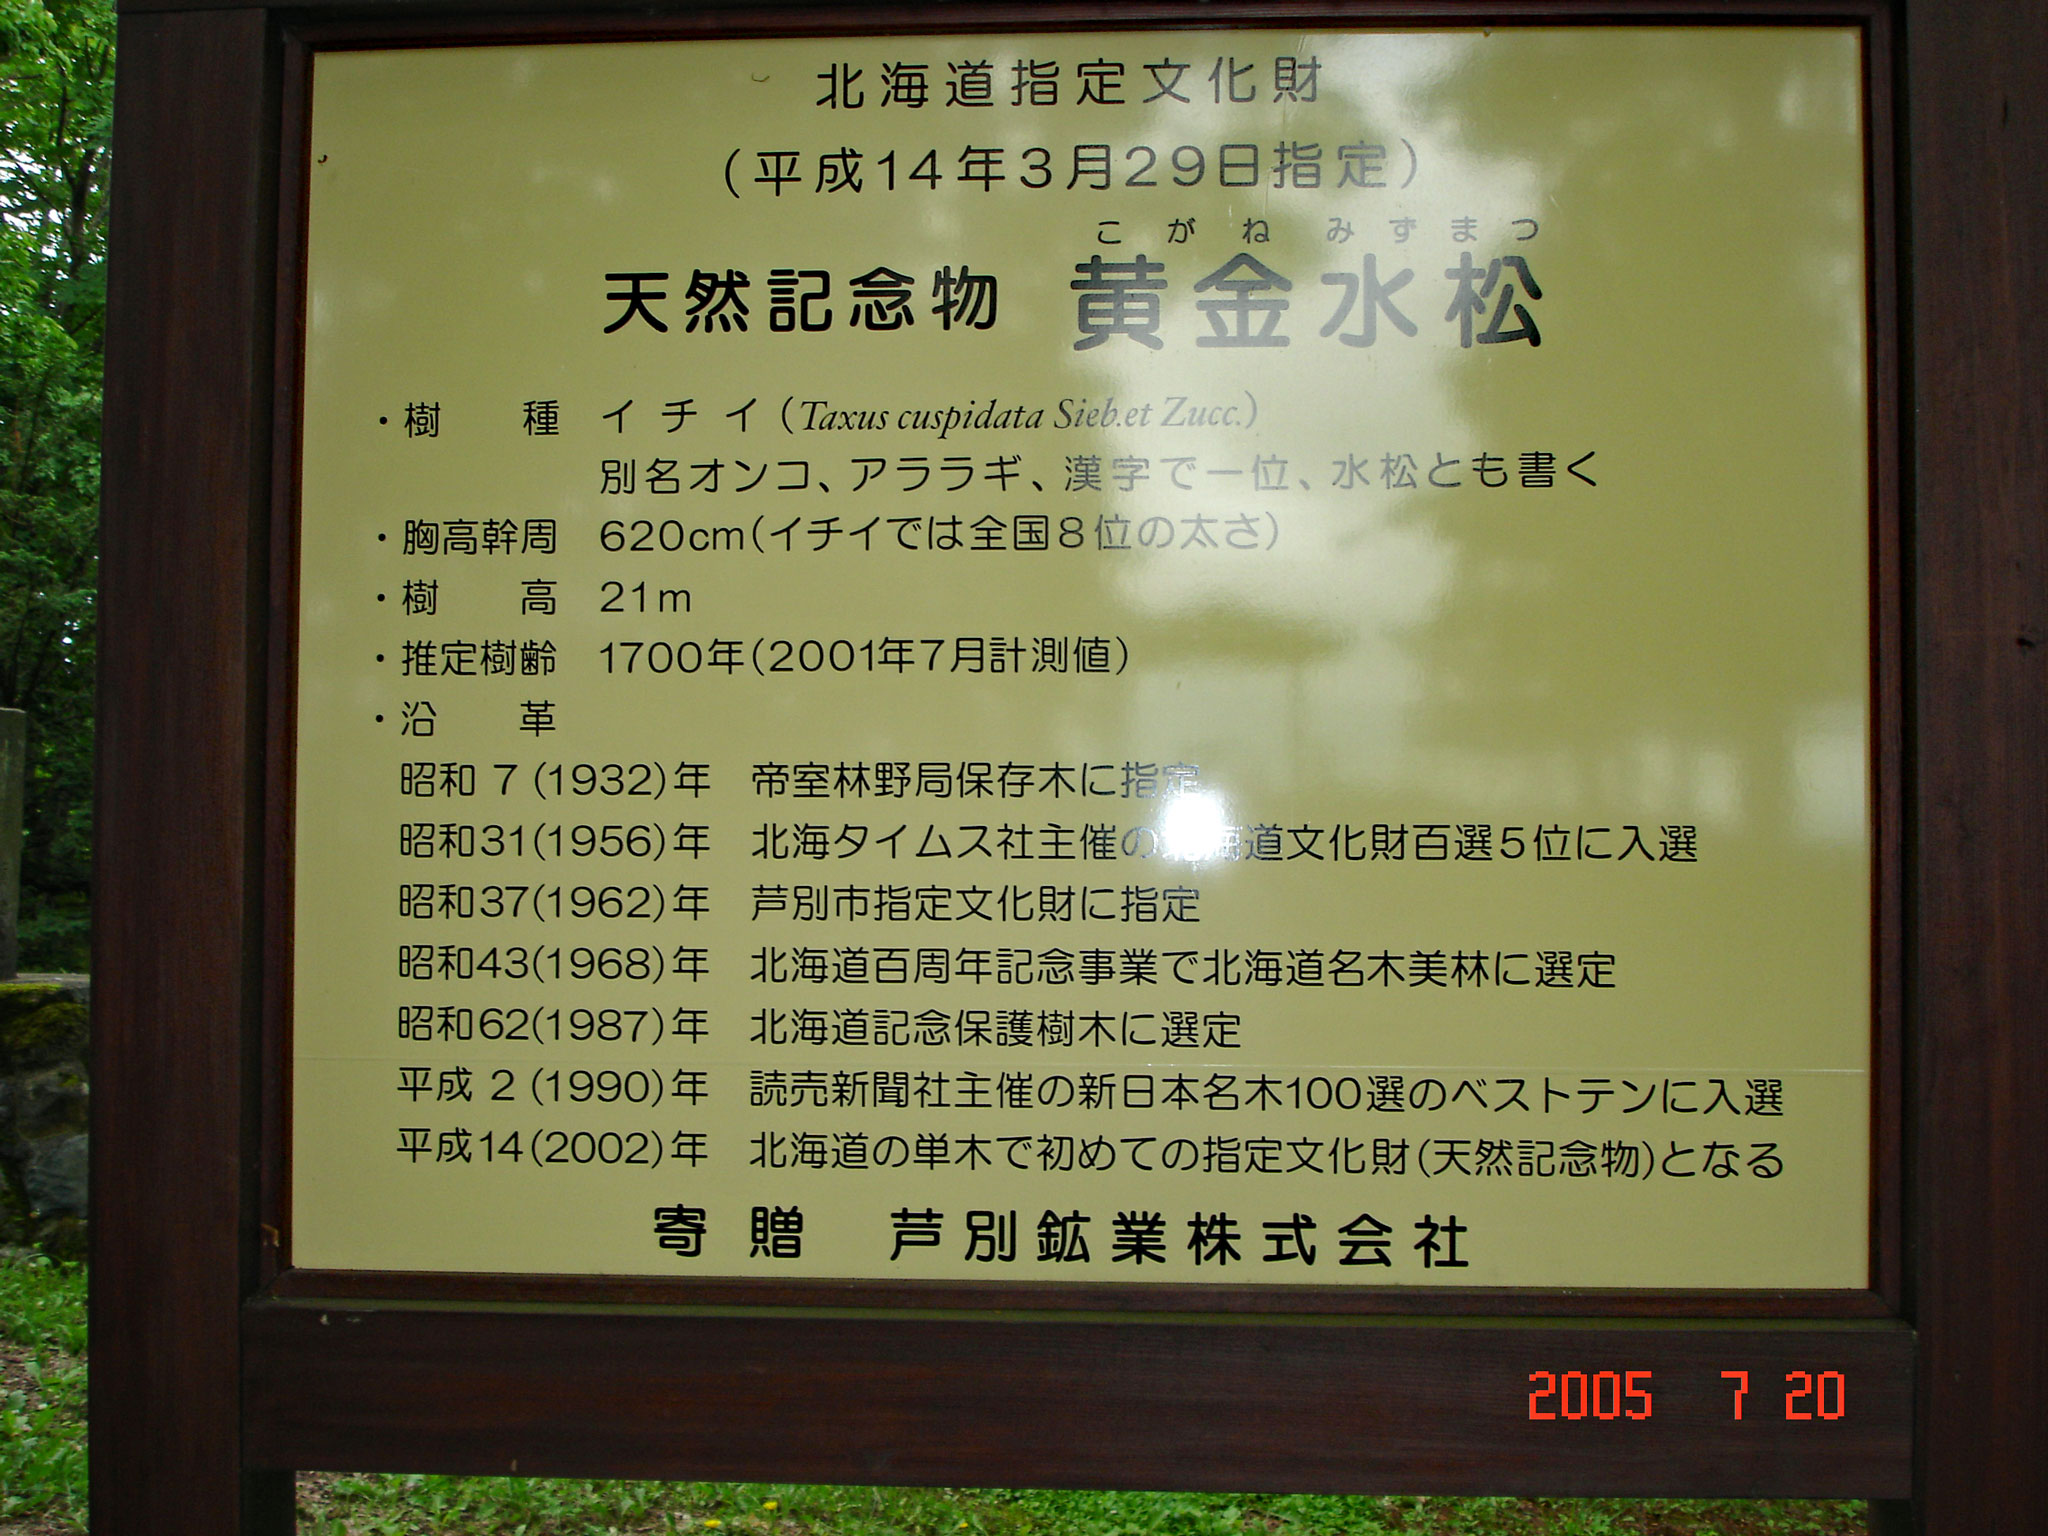 北海道指定文化財
(平成14年3月29日指定)
こがねみずまつ
天然記念物 黄金水松
・樹種 イチイ(Taxus cuspidata Sieb.et Zucc.)
別名オンコ、アララギ、漢字で一位、水松とも書く
・胸高幹周 620cm(イチイでは全国8位の太さ)
・樹高 21m
・推定樹齢 1700年(2001年7月計測値)
・沿革
昭和 7 (1932)年 帝室林野局保存木に指定
昭和31(1956)年 北海タイムス社主催の北海道文化財百選5位に入選
昭和37(1962)年 芦別市指定文化財に指定
昭和43(1968)年 北海道百周年記念事業で北海道名木美林に選定
昭和62(1987)年 北海道記念保護樹木に選定
平成 2 (1990)年 読売新聞社主催の新日本名木100選のベストテンに入選
平成14(2002)年 北海道の単木で初めての指定文化財(天然記念物)となる
寄贈 芦別鉱業株式会社
2005 7 20